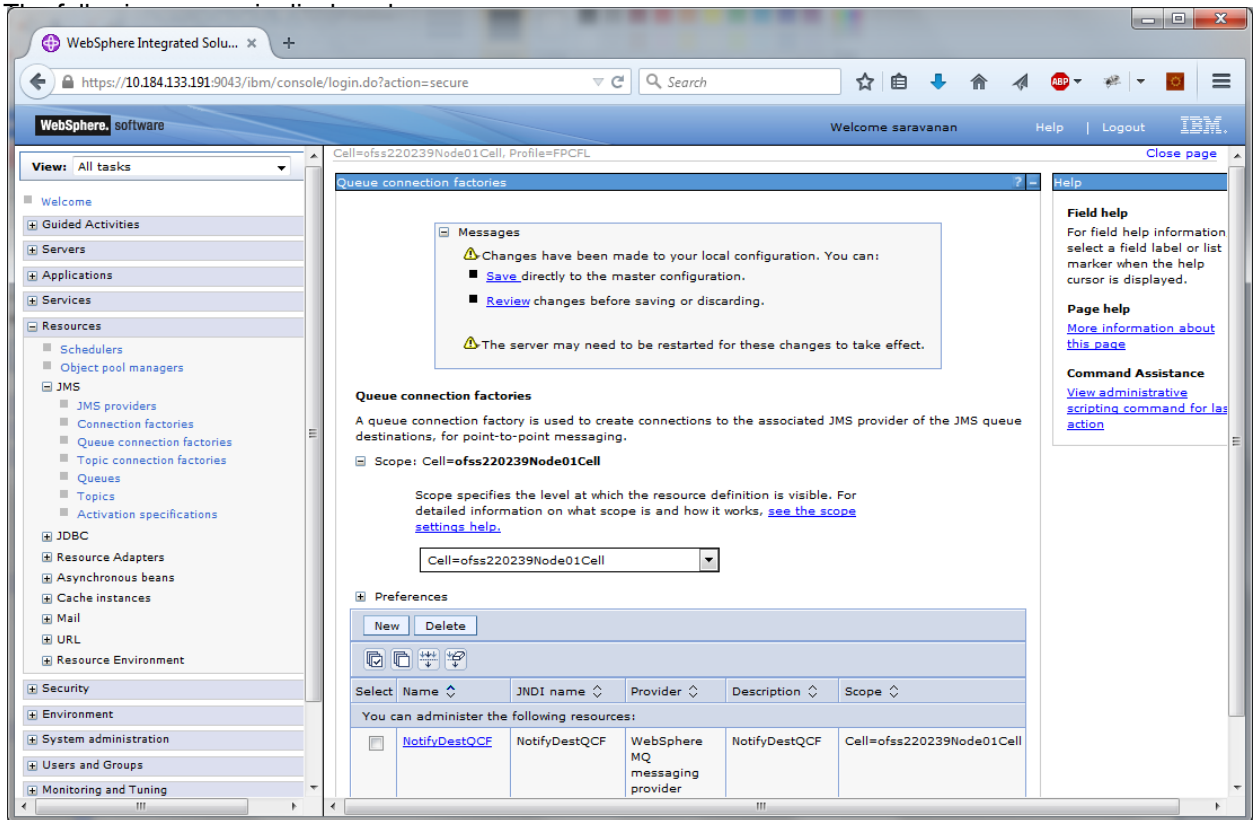 The following screen is displayed
WebSphere Integrated Solu... × +
https://10.184.133.191:9043/ibm/console/login.do?action=secure
Search
ABP
WebSphere. software
Welcome saravanan
Help | Logout
IBM.
View: All tasks
Welcome
Guided Activities
Servers
Applications
Services
Resources
Schedulers
Object pool managers
JMS
JMS providers
Connection factories
Queue connection factories
Topic connection factories
Queues
Topics
Activation specifications
JDBC
Resource Adapters
Asynchronous beans
Cache instances
Mail
URL
Resource Environment
Security
Environment
System administration
Users and Groups
Monitoring and Tuning
Cell=ofss220239Node01Cell, Profile=FPCFL
Close page
Queue connection factories
? -
Messages
Changes have been made to your local configuration. You can:
Save directly to the master configuration.
Review changes before saving or discarding.
The server may need to be restarted for these changes to take effect.
Queue connection factories
A queue connection factory is used to create connections to the associated JMS provider of the JMS queue
destinations, for point-to-point messaging.
Scope: Cell=ofss220239Node01Cell
Scope specifies the level at which the resource definition is visible. For
detailed information on what scope is and how it works, see the scope
settings help.
Cell=ofss220239Node01Cell
Preferences
New Delete
Select Name JNDI name Provider Description Scope
You can administer the following resources:
NotifyDestQCF NotifyDestQCF WebSphere NotifyDestQCF Cell=ofss220239Node01Cell
MQ
messaging
provider
Help
Field help
For field help information
select a field label or list
marker when the help
cursor is displayed.
Page help
More information about
this page
Command Assistance
View administrative
scripting command for las
action